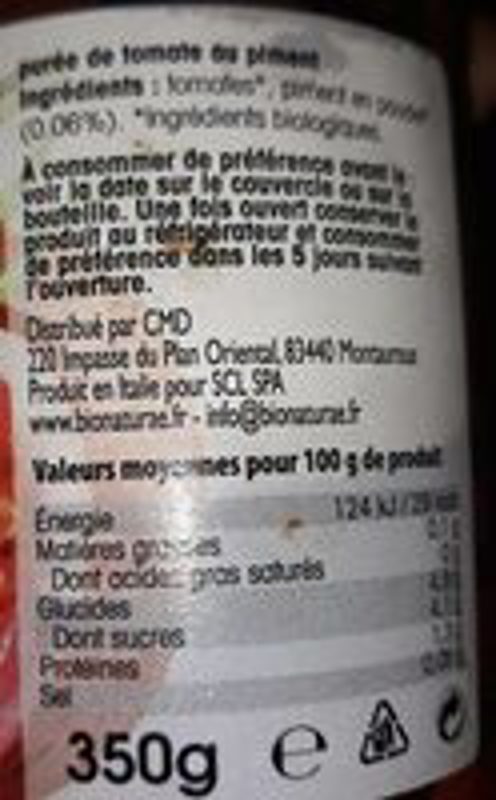 purée de tomate au piment
Ingrédients : tomates*, piment en poudre
(0.06%). *Ingrédients biologiques
A consommer de préférence avant le
voir la date sur le couvercle ou sur la
bouteille. Une fois ouvert conserver le
produit au réfrigérateur et consommer
de préférence dans les 5 jours suivant
l'ouverture.
Distribué par CMD
220 Impasse du Plan Oriental, 83440 Montauroux
Produit en Italie pour SCL SPA
www.bionaturae.fr - info@bionaturae.fr
Valeurs moyennes pour 100 g de produit
Énergie 124 kJ / 29 kcal
Matières grasses
Dont acides gras saturés
Glucides
Dont sucres
Protéines
Sel
350g e